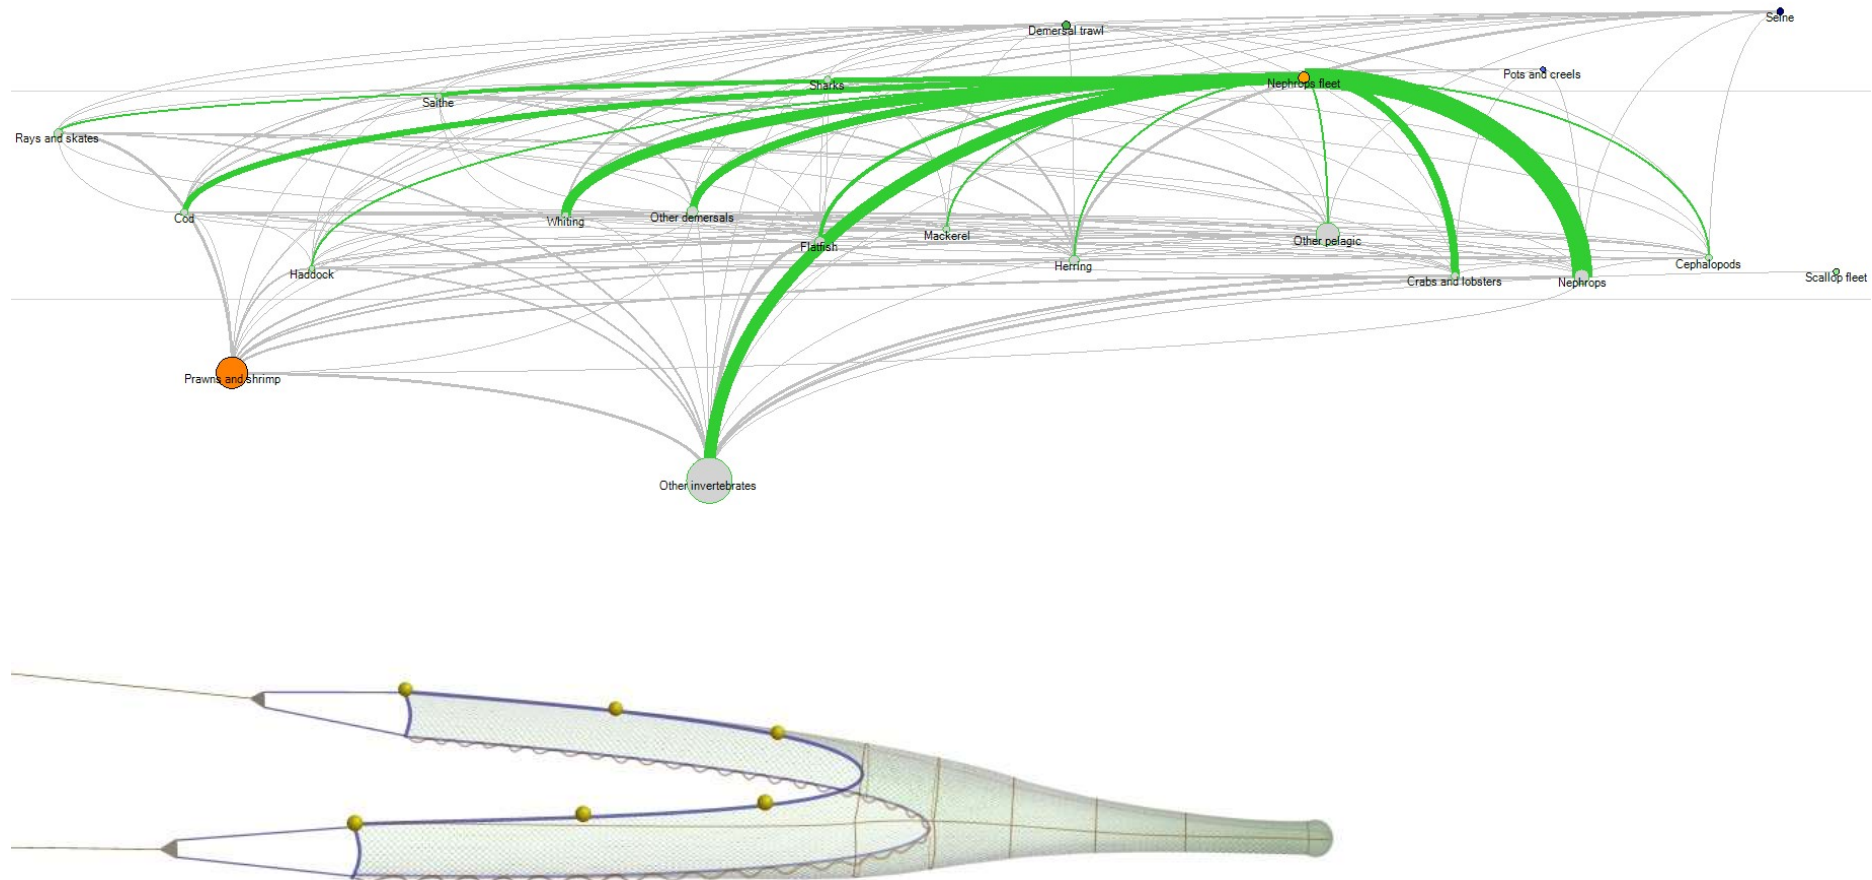 Seine
Demersal trawl
Pots and creels
Sharks
Nephrops fleet
Saithe
Rays and skates
Cod
Whiting
Other demersals
Flatfish
Mackerel
Other pelagic
Haddock
Herring
Crabs and lobsters
Nephrops
Cephalopods
Scallop fleet
Prawns and shrimp
Other invertebrates